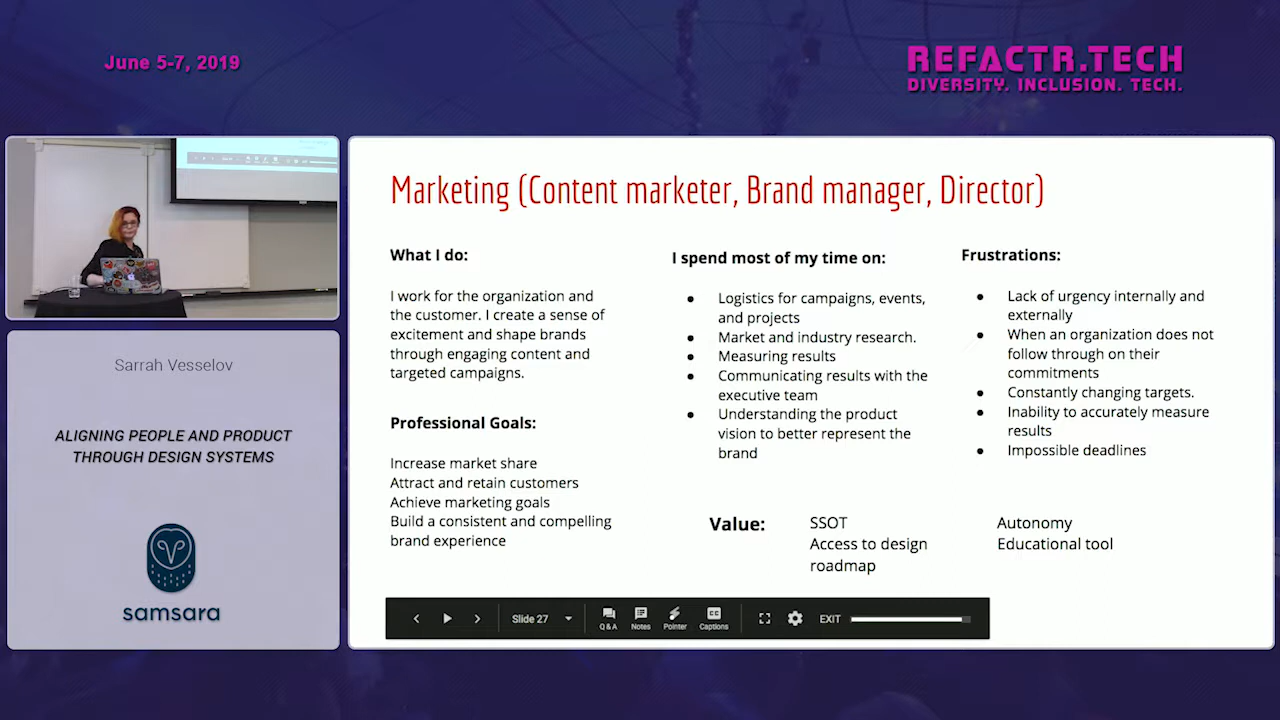 June 5-7, 2019
REFACTR.TECH
DIVERSITY. INCLUSION. TECH.
Sarrah Vesselov
ALIGNING PEOPLE AND PRODUCT
THROUGH DESIGN SYSTEMS
samsara
Marketing (Content marketer, Brand manager, Director)
What I do:
I work for the organization and
the customer. I create a sense of
excitement and shape brands
through engaging content and
targeted campaigns.
Professional Goals:
Increase market share
Attract and retain customers
Achieve marketing goals
Build a consistent and compelling
brand experience
I spend most of my time on:
● Logistics for campaigns, events,
and projects
● Market and industry research.
● Measuring results
● Communicating results with the
executive team
● Understanding the product
vision to better represent the
brand
Frustrations:
● Lack of urgency internally and
externally
● When an organization does not
follow through on their
commitments
● Constantly changing targets.
● Inability to accurately measure
results
● Impossible deadlines
Value:
SSOT
Access to design
roadmap
Autonomy
Educational tool
Slide 27
Q & A
Notes
Pointer
CC
Captions
EXIT